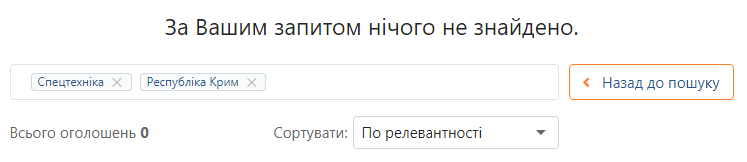 За Вашим запитом нічого не знайдено.
Спецтехніка Республіка Крим Назад до пошуку
Всього оголошень 0 Сортувати: По релевантності